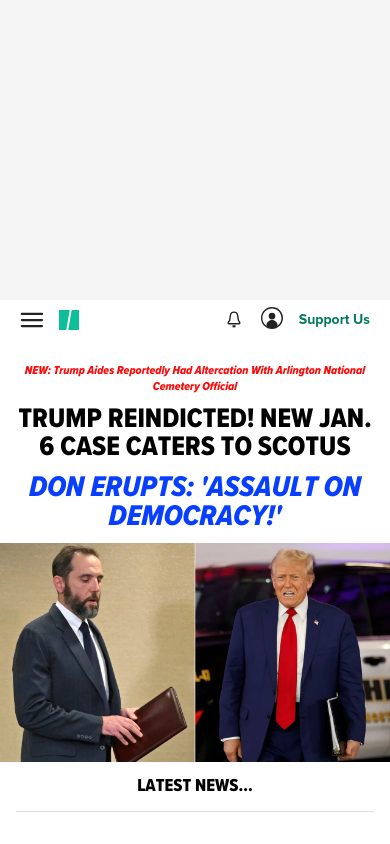 Support Us
NEW: Trump Aides Reportedly Had Altercation With Arlington National
Cemetery Official
TRUMP REINDICTED! NEW JAN.
6 CASE CATERS TO SCOTUS
DON ERUPTS: 'ASSAULT ON
DEMOCRACY!'
LATEST NEWS...